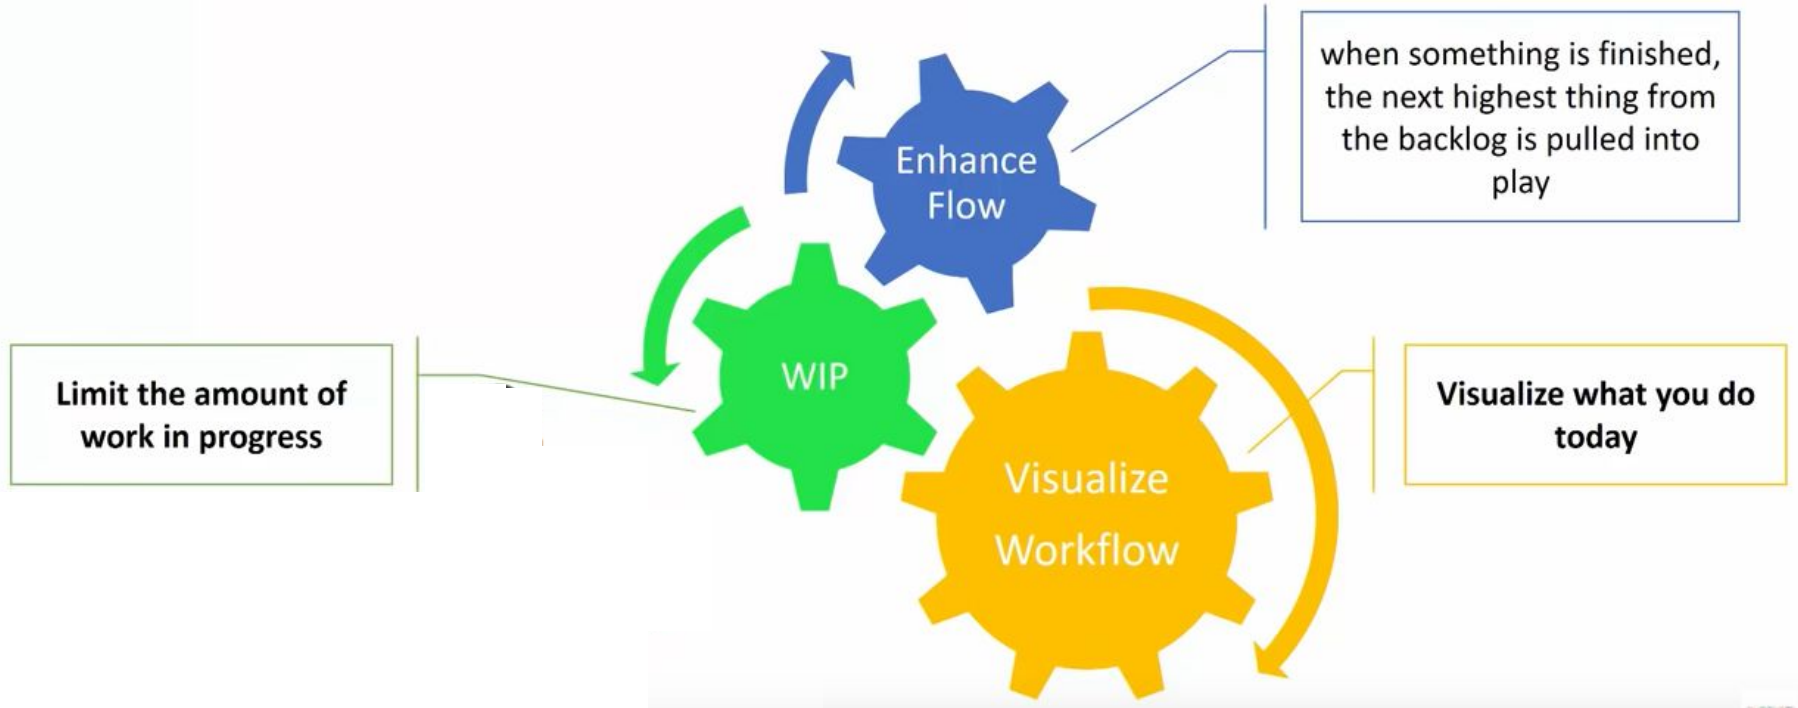 when something is finished,
the next highest thing from
the backlog is pulled into
play
Enhance
Flow
WIP
Limit the amount of
work in progress
Visualize what you do
today
Visualize
Workflow